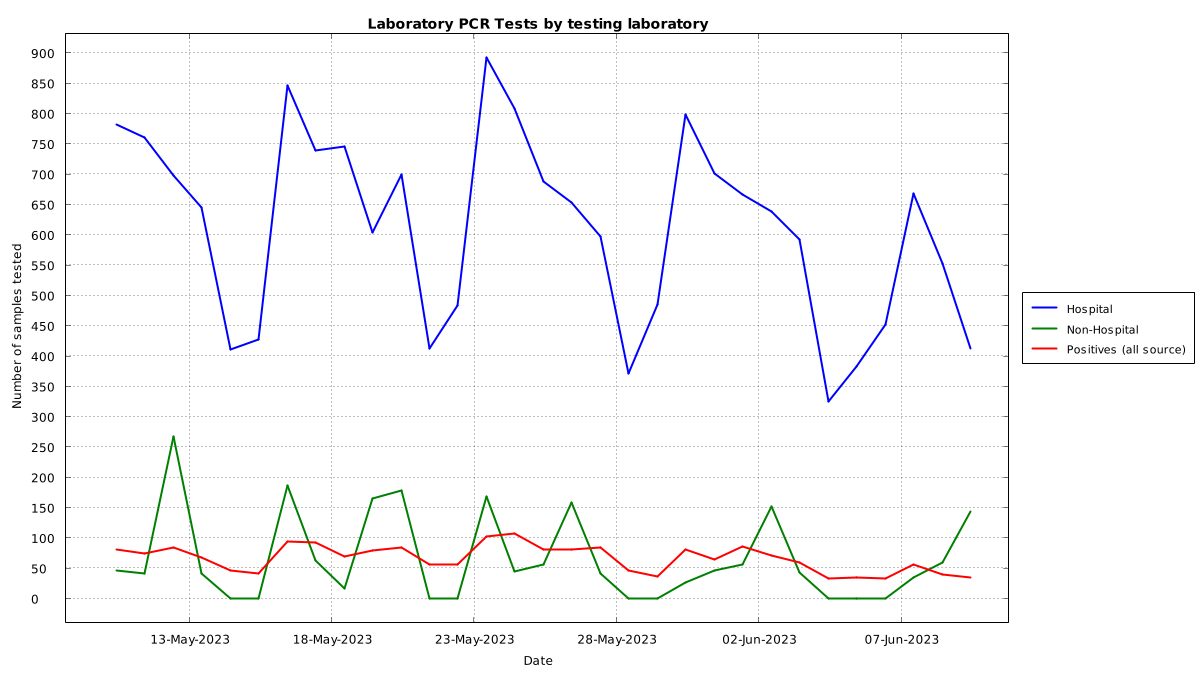 Laboratory PCR Tests by testing laboratory
900
850
800
750
700
650
600
550
500
450
400
350
300
250
200
150
100
50
0
Number of samples tested
13-May-2023
18-May-2023
23-May-2023
28-May-2023
02-Jun-2023
07-Jun-2023
Date
Hospital
Non-Hospital
Positives (all source)